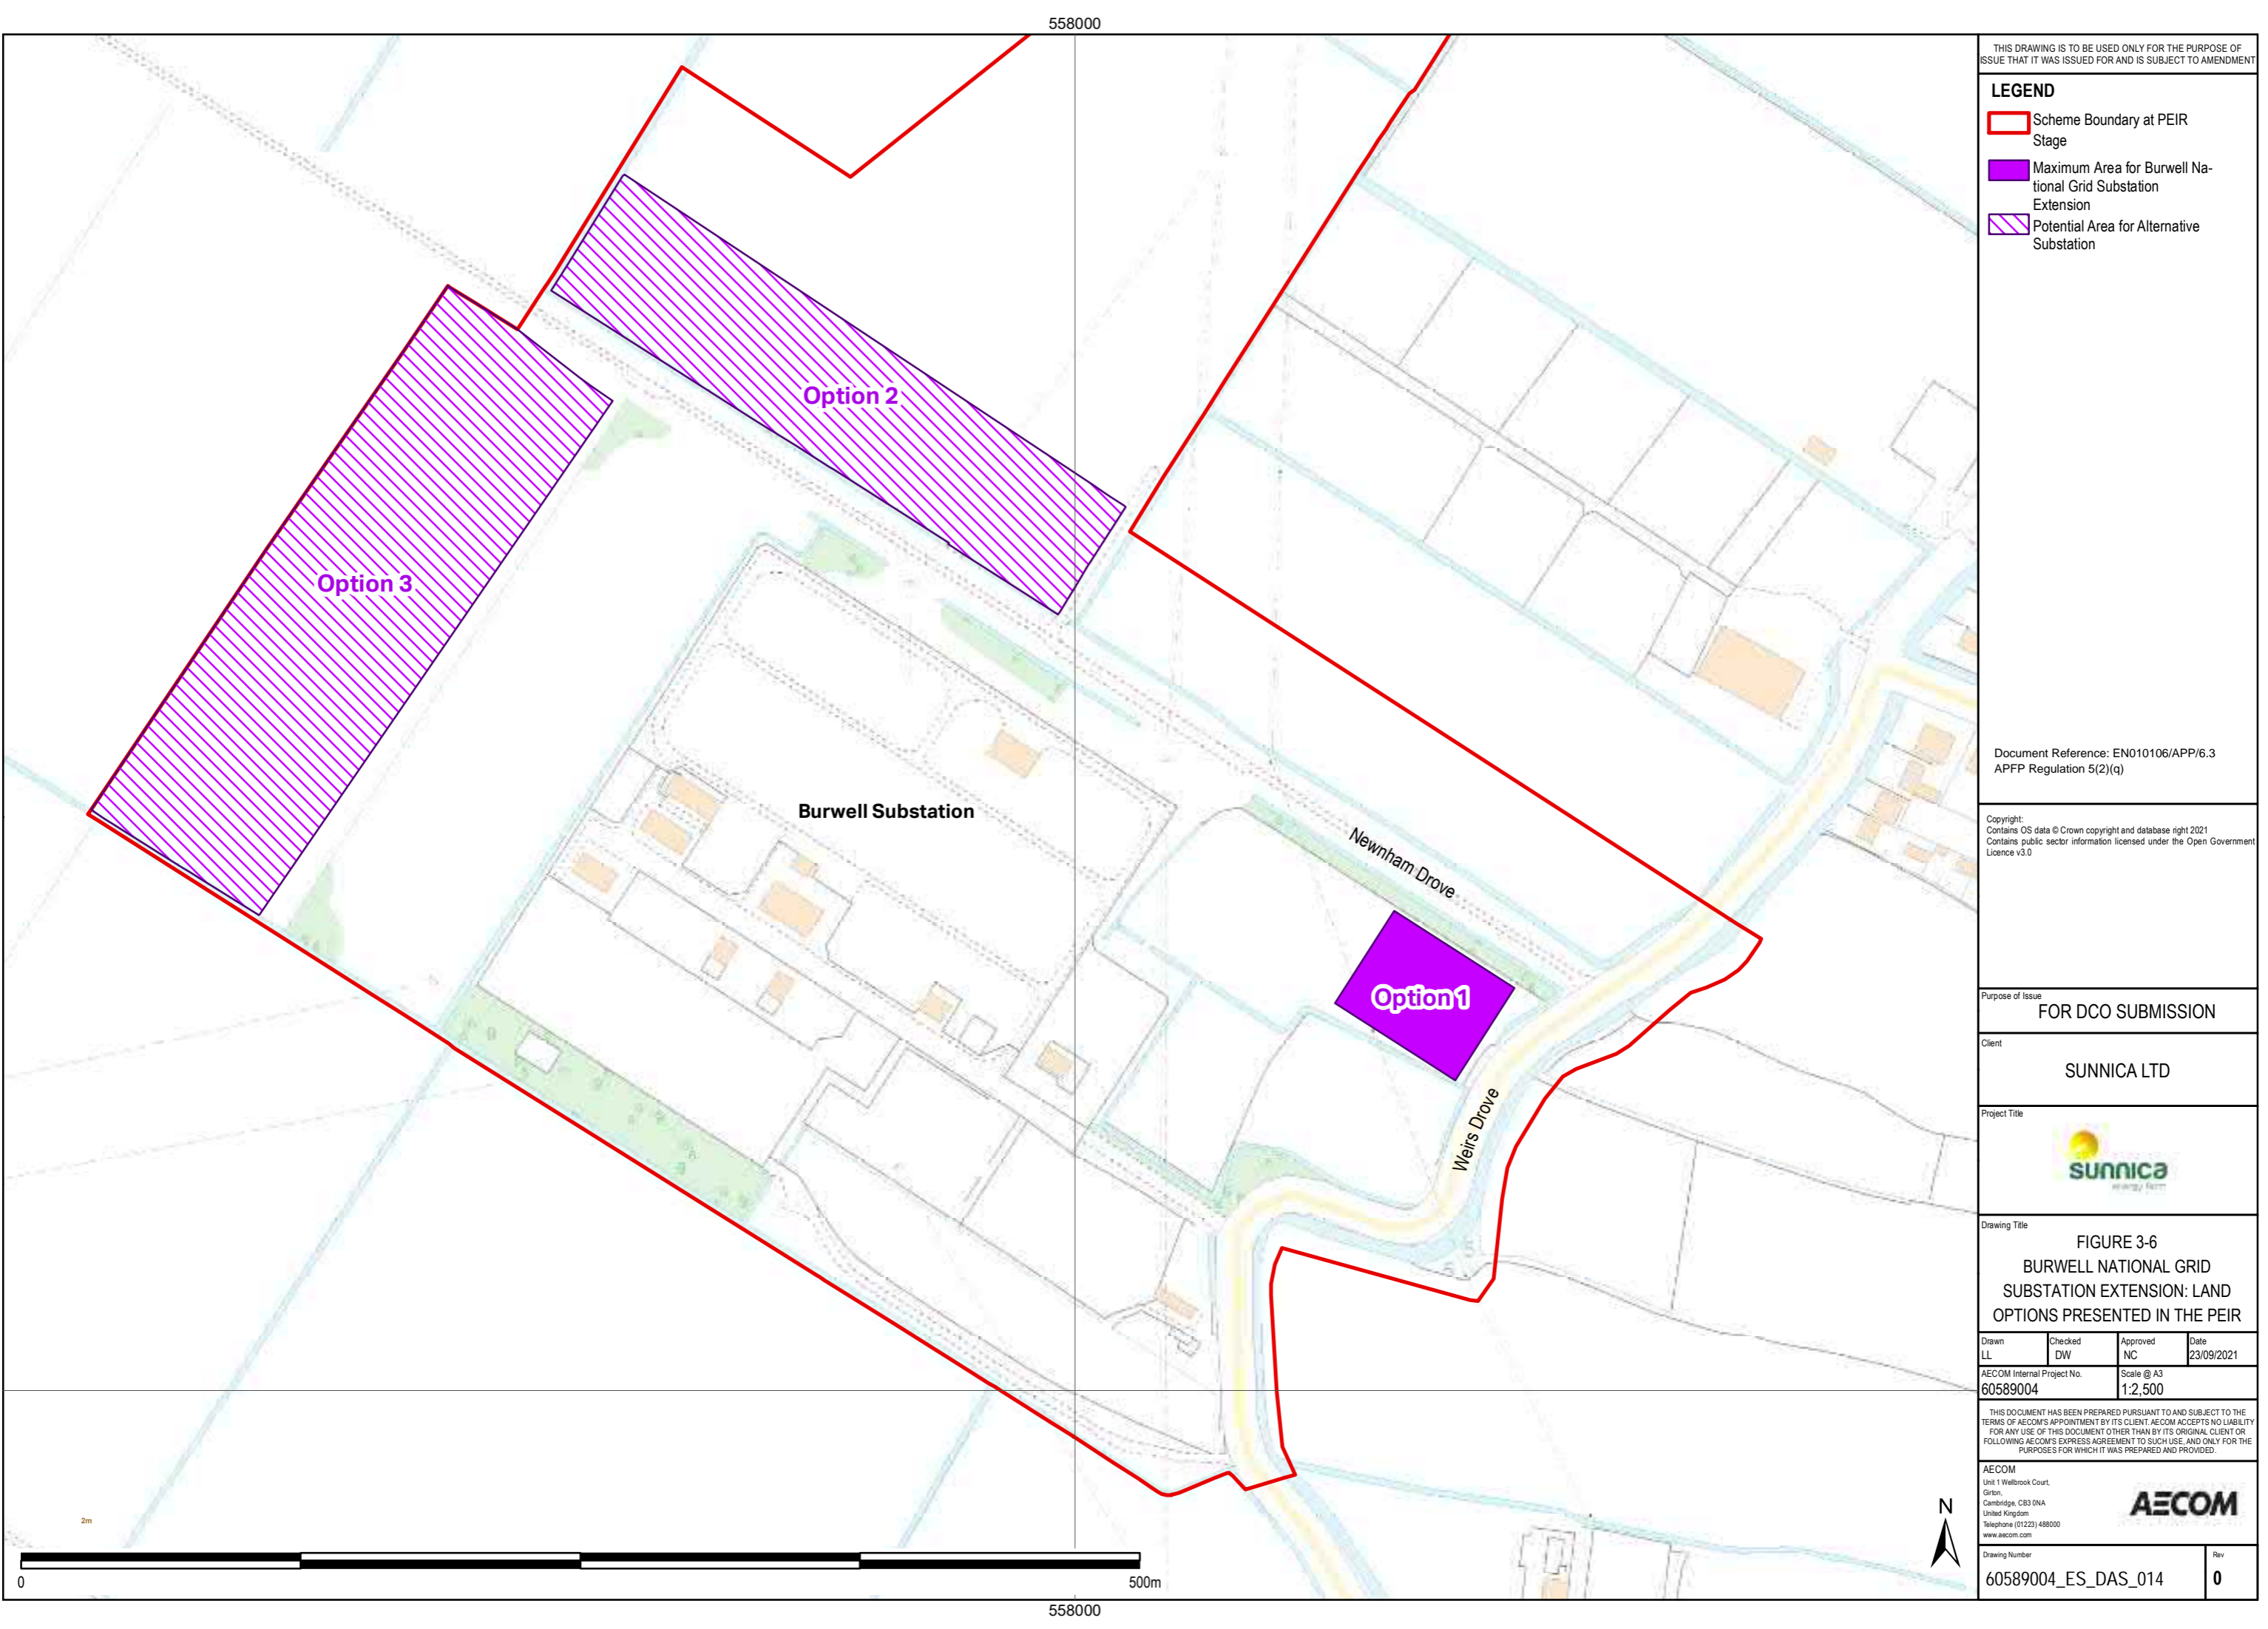 558000
THIS DRAWING IS TO BE USED ONLY FOR THE PURPOSE OF
ISSUE THAT IT WAS ISSUED FOR AND IS SUBJECT TO AMENDMENT
LEGEND
Scheme Boundary at PEIR
Stage
Maximum Area for Burwell Na-
tional Grid Substation
Extension
Potential Area for Alternative
Substation
Option 2
Option 3
Burwell Substation
Newnham Drove
Option 1
Weirs Drove
Document Reference: EN010106/APP/6.3
APFP Regulation 5(2)(q)
Copyright:
Contains OS data © Crown copyright and database right 2021
Contains public sector information licensed under the Open Government
Licence v3.0
Purpose of Issue
FOR DCO SUBMISSION
Client
SUNNICA LTD
Project Title
sunnica
energy farm
Drawing Title
FIGURE 3-6
BURWELL NATIONAL GRID
SUBSTATION EXTENSION: LAND
OPTIONS PRESENTED IN THE PEIR
Drawn Checked Approved Date
LL DW NC 23/09/2021
AECOM Internal Project No. Scale @ A3
60589004 1:2,500
THIS DOCUMENT HAS BEEN PREPARED PURSUANT TO AND SUBJECT TO THE
TERMS OF AECOM'S APPOINTMENT BY ITS CLIENT. AECOM ACCEPTS NO LIABILITY
FOR ANY USE OF THIS DOCUMENT OTHER THAN BY ITS ORIGINAL CLIENT OR
FOLLOWING AECOM'S EXPRESS AGREEMENT TO SUCH USE, AND ONLY FOR THE
PURPOSES FOR WHICH IT WAS PREPARED AND PROVIDED.
AECOM
Unit 1 Wellbrook Court,
Girton,
Cambridge, CB3 0NA
United Kingdom
Telephone (01223) 488000
www.aecom.com
AECOM
Drawing Number Rev
60589004_ES_DAS_014 0
N
2m
0 500m
558000